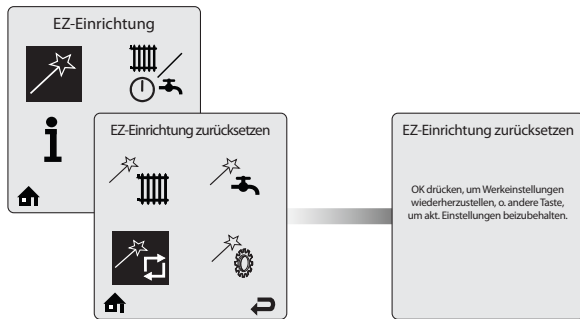 EZ-Einrichtung
EZ-Einrichtung zurücksetzen
EZ-Einrichtung zurücksetzen
OK drücken, um Werkeinstellungen
wiederherzustellen, o. andere Taste,
um akt. Einstellungen beizubehalten.